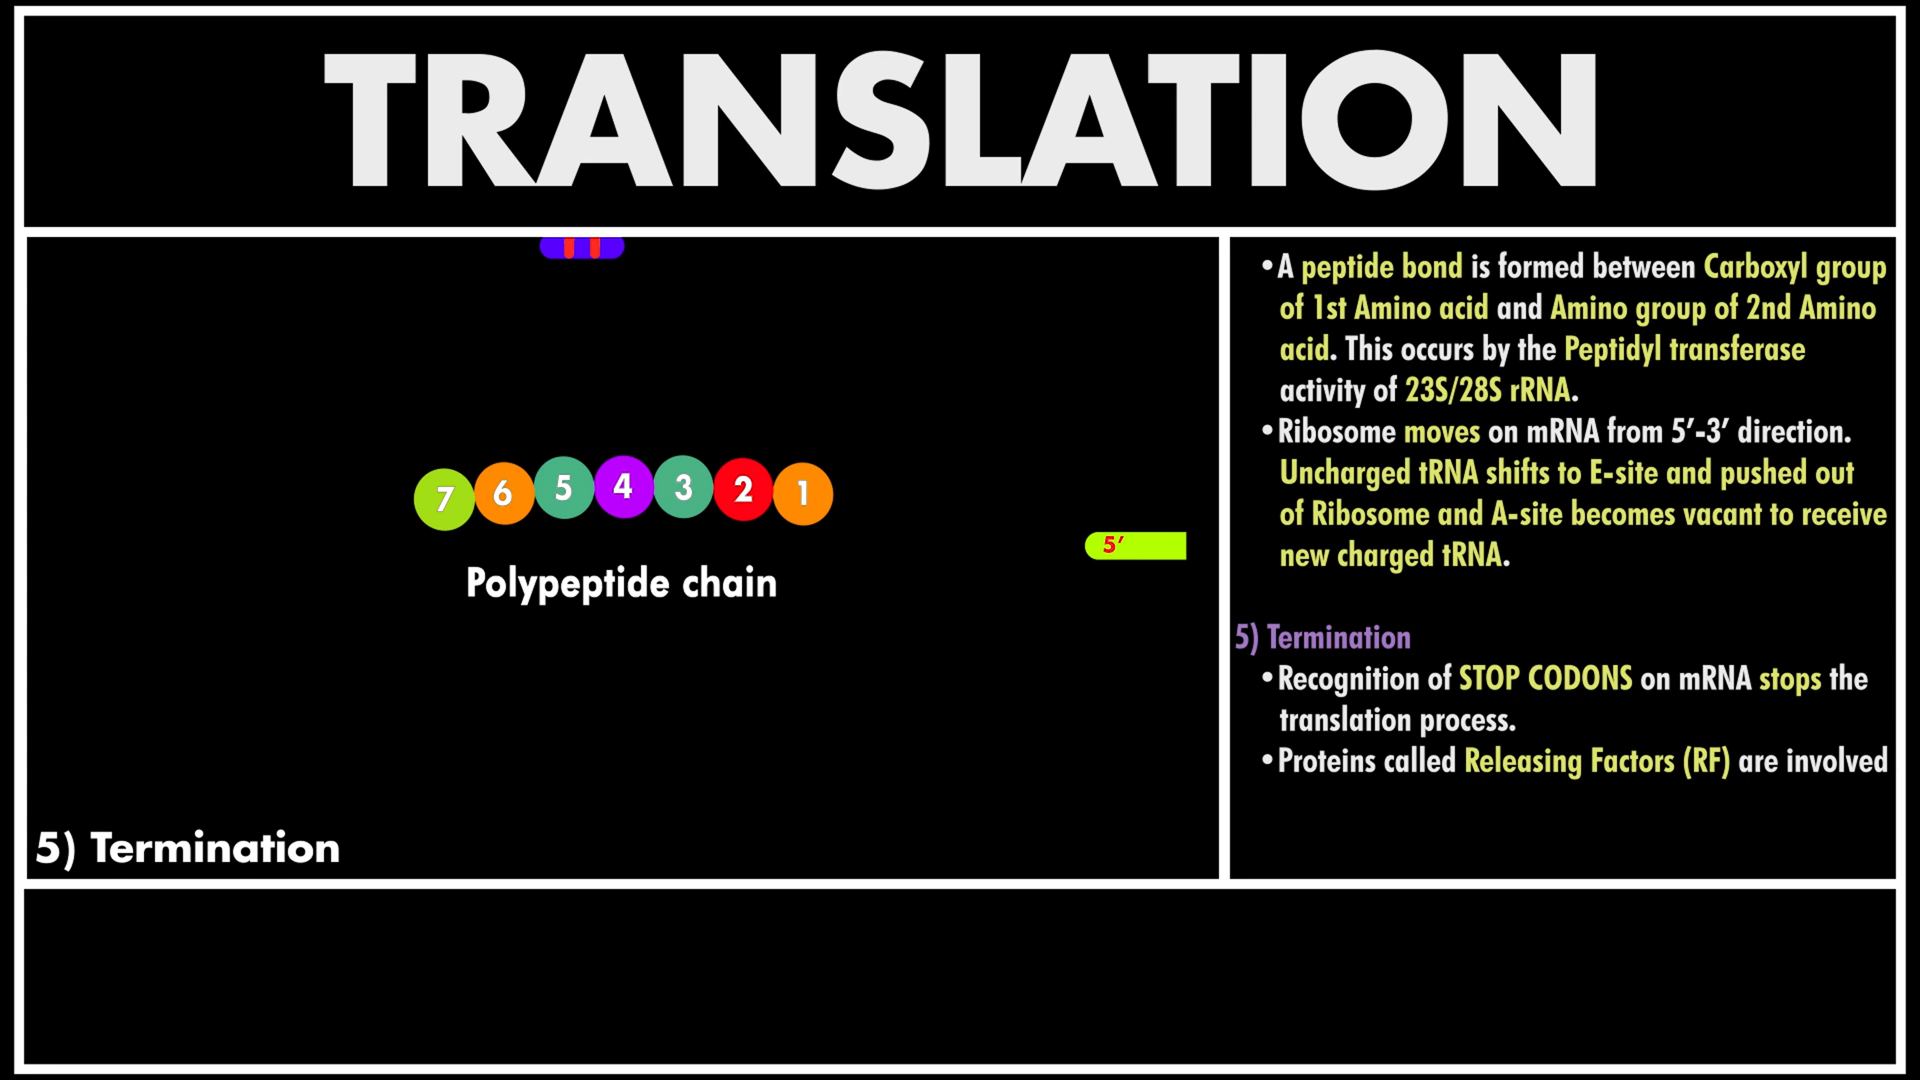 TRANSLATION
7 6 5 4 3 2 1
Polypeptide chain
5′
5) Termination
•A peptide bond is formed between Carboxyl group
of 1st Amino acid and Amino group of 2nd Amino
acid. This occurs by the Peptidyl transferase
activity of 23S/28S rRNA.
•Ribosome moves on mRNA from 5′-3′ direction.
Uncharged tRNA shifts to E-site and pushed out
of Ribosome and A-site becomes vacant to receive
new charged tRNA.
5) Termination
•Recognition of STOP CODONS on mRNA stops the
translation process.
•Proteins called Releasing Factors (RF) are involved